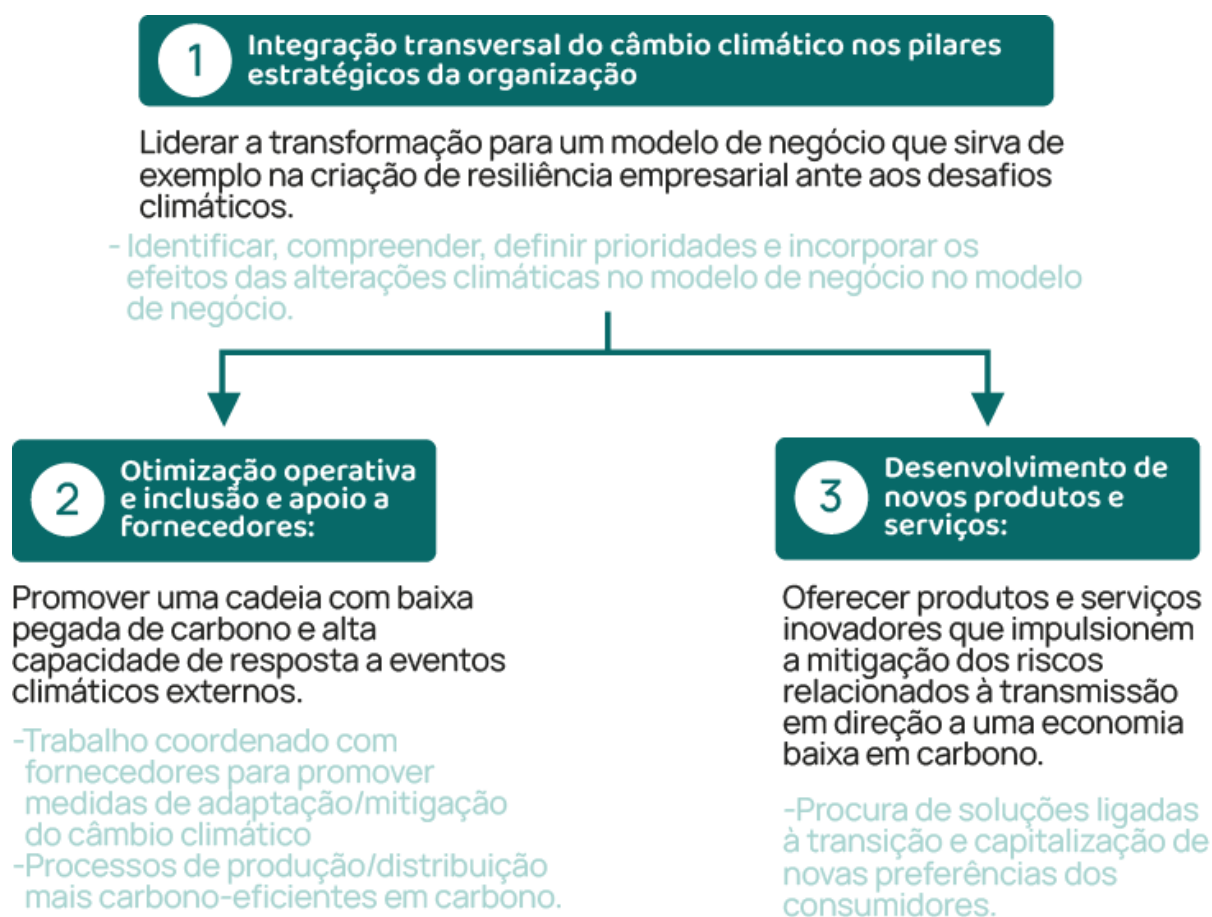 1
Integração transversal do câmbio climático nos pilares
estratégicos da organização
Liderar a transformação para um modelo de negócio que sirva de
exemplo na criação de resiliência empresarial ante aos desafios
climáticos.
- Identificar, compreender, definir prioridades e incorporar os
efeitos das alterações climáticas no modelo de negócio no modelo
de negócio.
2
Otimização operativa
e inclusão e apoio a
fornecedores:
Promover uma cadeia com baixa
pegada de carbono e alta
capacidade de resposta a eventos
climáticos externos.
-Trabalho coordenado com
fornecedores para promover
medidas de adaptação/mitigação
do câmbio climático
-Processos de produção/distribuição
mais carbono-eficientes em carbono.
3
Desenvolvimento de
novos produtos e
serviços:
Oferecer produtos e serviços
inovadores que impulsionem
a mitigação dos riscos
relacionados à transmissão
em direção a uma economia
baixa em carbono.
-Procura de soluções ligadas
à transição e capitalização de
novas preferências dos
consumidores.